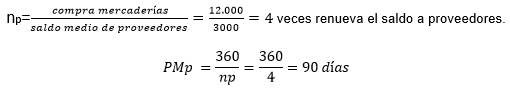 np= compra mercaderías / saldo medio de proveedores = 12.000 / 3000 = 4 veces renueva el saldo a proveedores.
PMp = 360 / np = 360 / 4 = 90 días